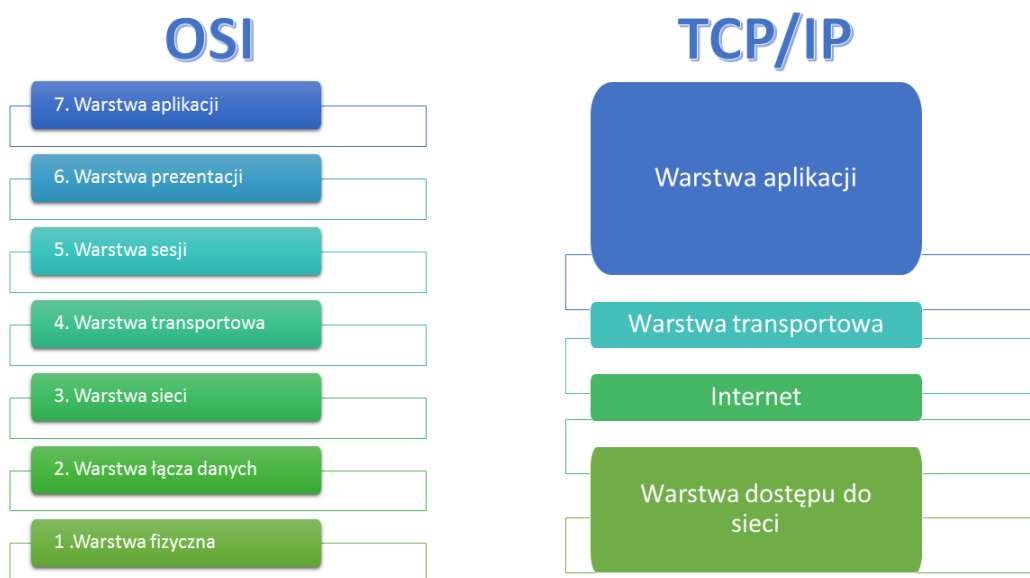 OSI
7. Warstwa aplikacji
6. Warstwa prezentacji
5. Warstwa sesji
4. Warstwa transportowa
3. Warstwa sieci
2. Warstwa łącza danych
1 .Warstwa fizyczna
TCP/IP
Warstwa aplikacji
Warstwa transportowa
Internet
Warstwa dostępu do
sieci